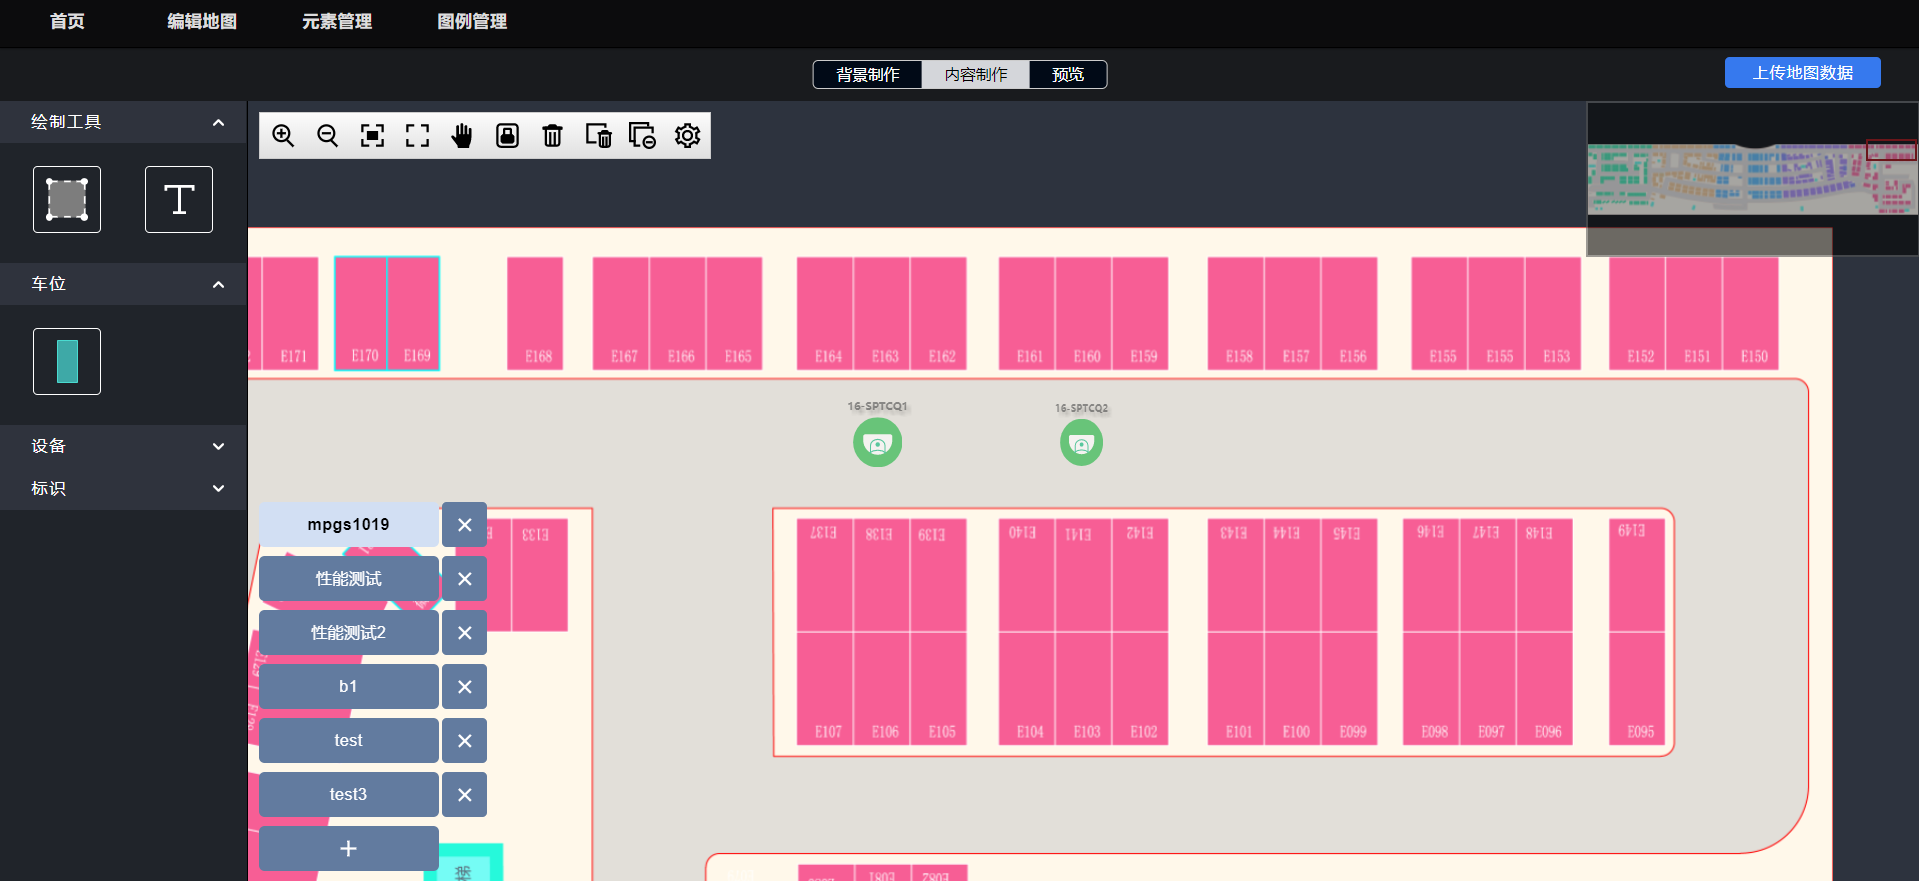 首页 编辑地图 元素管理 图例管理
背景制作 内容制作 预览 上传地图数据
绘制工具
T
车位
设备
标识
E171 E170 E169 E168 E167 E166 E165 E164 E163 E162 E161 E160 E159 E158 E157 E156 E155 E155 E153 E152 E151 E150
16-SPTCQ1 16-SPTCQ2
mpgs1019
性能测试
性能测试2
b1
test
test3
E133 E137 E138 E139 E140 E141 E142 E143 E144 E145 E146 E147 E148 E149
E107 E106 E105 E104 E103 E102 E101 E100 E099 E098 E097 E096 E095
E129
E081 E082
梯